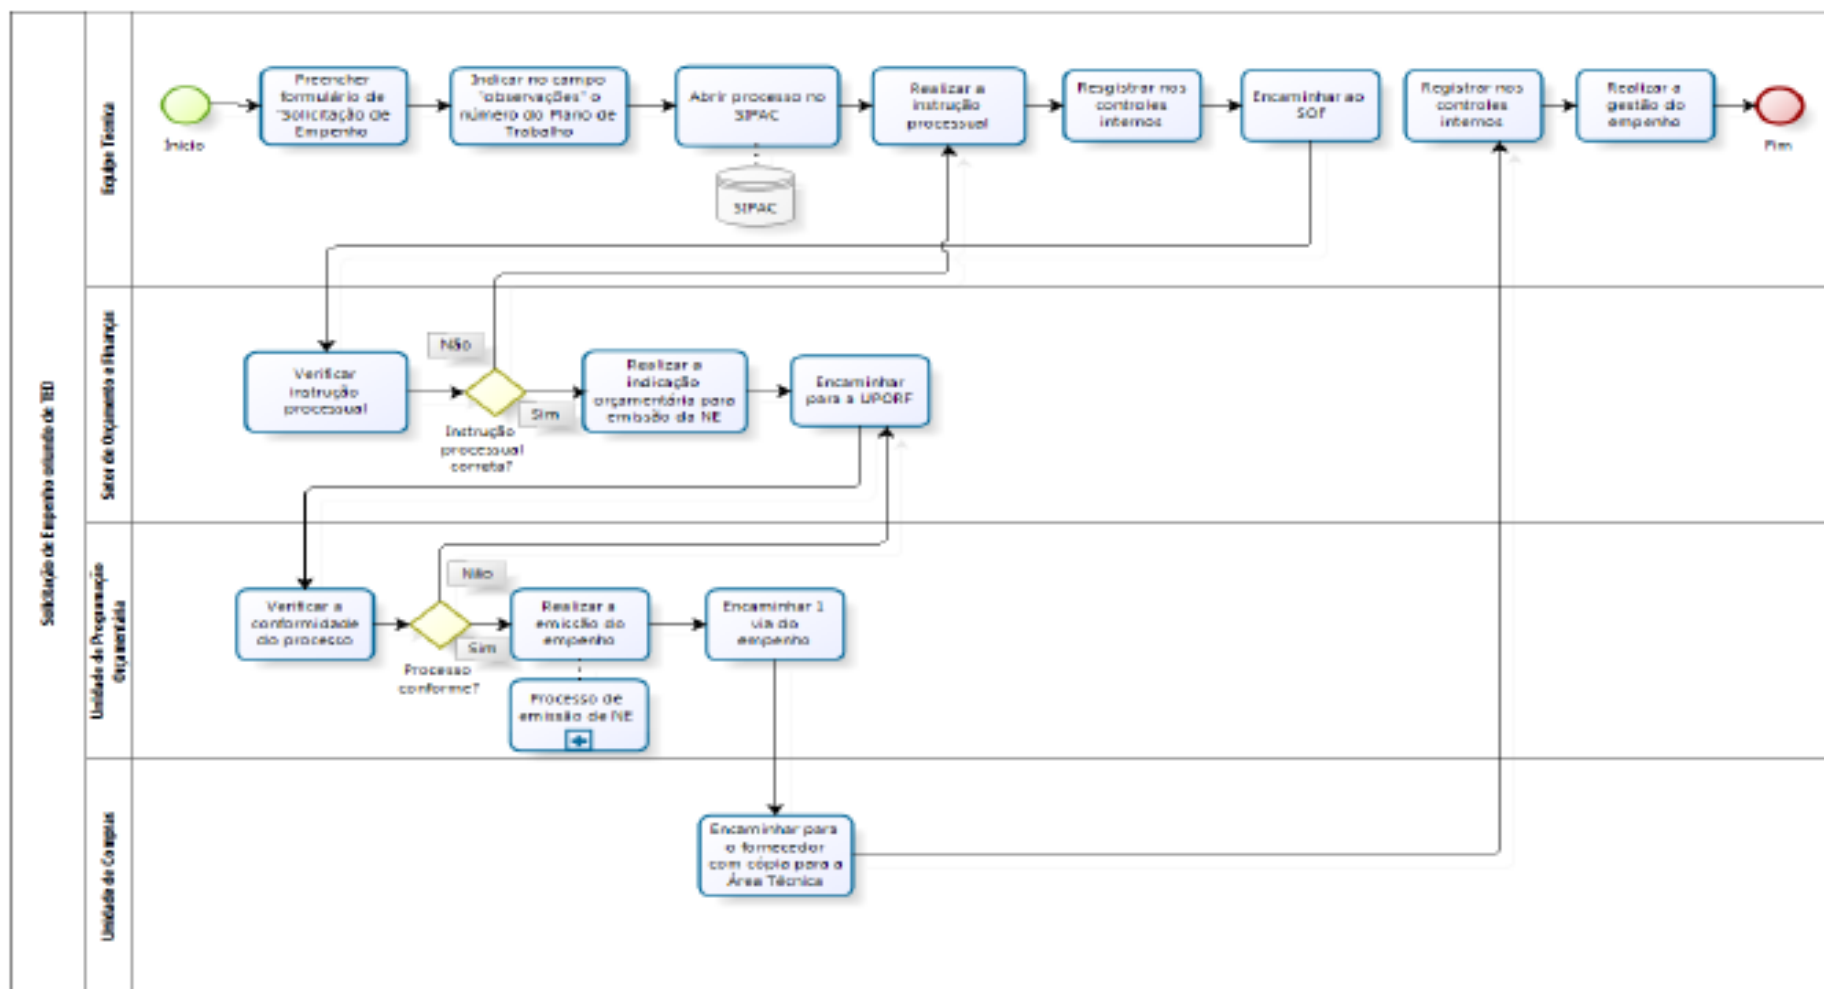 Solicitação de Empenho oriundo de TED
Equipe Técnica
Início
Preencher
formulário de
"Solicitação de
Empenho
Indicar no campo
"observações" o
número do Plano de
Trabalho
Abrir processo no
SIPAC
SIPAC
Realizar a
instrução
processual
Resgistrar nos
controles
internos
Encaminhar ao
SOF
Registrar nos
controles
internos
Realizar a
gestão do
empenho
Fim
Setor de Orçamento e Finanças
Verificar
instrução
processual
Não
Sim
Instrução
processual
correta?
Realizar a
indicação
orçamentária para
emissão da NE
Encaminhar
para a UPORF
Unidade de Programação
Orçamentária
Verificar a
conformidade
do processo
Não
Sim
Processo
conforme?
Realizar a
emissão do
empenho
Processo de
emissão de NE
Encaminhar 1
via do
empenho
Unidade de Compras
Encaminhar para
o fornecedor
com cópia para a
Área Técnica